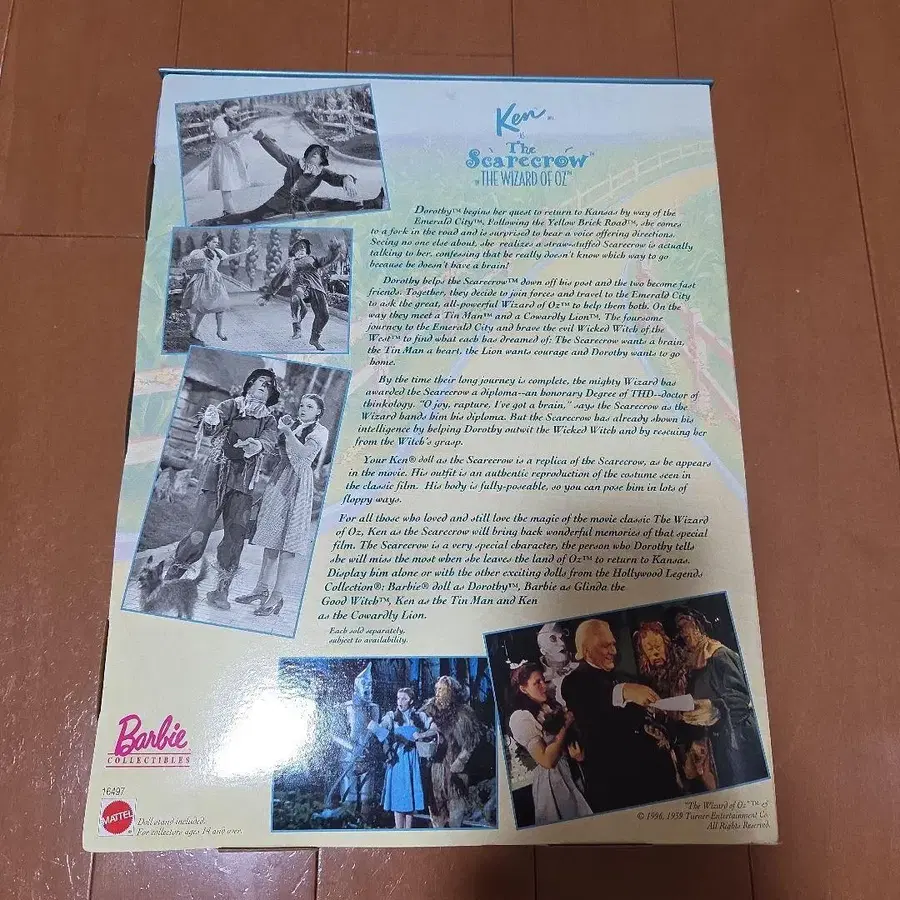 Ken™
as
The
Scarecrow™
in THE WIZARD OF OZ™
Dorothy™ begins her quest to return to Kansas by way of the
Emerald City™. Following the Yellow Brick Road™, she comes
to a fork in the road and is surprised to hear a voice offering directions.
Seeing no one else about, she realizes a straw-stuffed Scarecrow is actually
talking to her, confessing that he really doesn't know which way to go
because he doesn't have a brain!
Dorothy helps the Scarecrow™ down off his post and the two become fast
friends. Together, they decide to join forces and travel to the Emerald City
to ask the great, all-powerful Wizard of Oz™ to help them both. On the
way they meet a Tin Man™ and a Cowardly Lion™. The foursome
journey to the Emerald City and brave the evil Wicked Witch of the
West™ to find what each has dreamed of: The Scarecrow wants a brain,
the Tin Man a heart, the Lion wants courage and Dorothy wants to go
home.
By the time their long journey is complete, the mighty Wizard has
awarded the Scarecrow a diploma--an honorary Degree of THD--doctor of
thinkology. "O joy, rapture, I've got a brain," says the Scarecrow as the
Wizard hands him his diploma. But the Scarecrow has already shown his
intelligence by helping Dorothy outwit the Wicked Witch and by rescuing her
from the Witch's grasp.
Your Ken® doll as the Scarecrow is a replica of the Scarecrow, as he appears
in the movie. His outfit is an authentic reproduction of the costume seen in
the classic film. His body is fully-poseable, so you can pose him in lots of
floppy ways.
For all those who loved and still love the magic of the movie classic The Wizard
of Oz, Ken as the Scarecrow will bring back wonderful memories of that special
film. The Scarecrow is a very special character, the person who Dorothy tells
she will miss the most when she leaves the land of Oz™ to return to Kansas.
Display him alone or with the other exciting dolls from the Hollywood Legends
Collection®: Barbie® doll as Dorothy™, Barbie as Glinda the
Good Witch™, Ken as the Tin Man and Ken
as the Cowardly Lion.
Each sold separately,
subject to availability.
Barbie
COLLECTIBLES
16497
MATTEL
Doll stand included.
For collectors ages 14 and over.
"The Wizard of Oz"™ of
© 1996, 1939 Turner Entertainment Co.
All Rights Reserved.